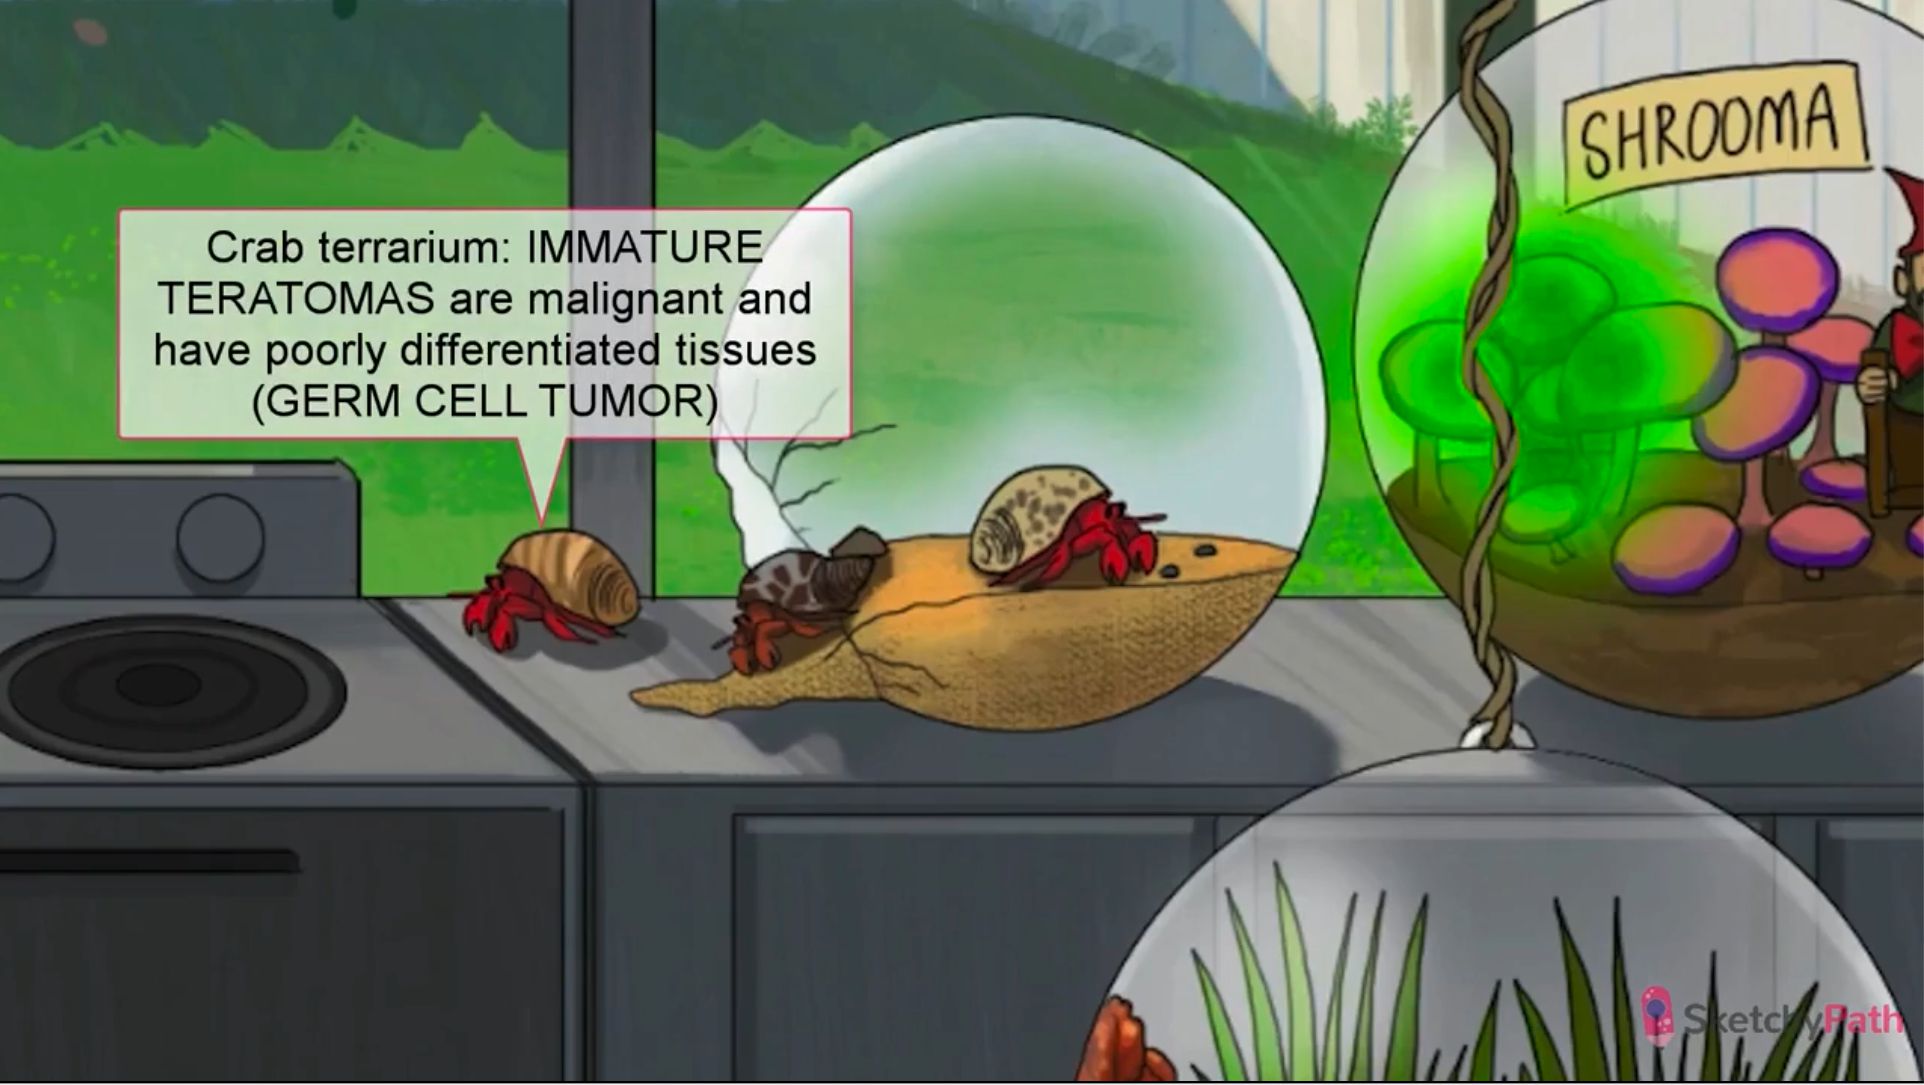 SHROOMA
Crab terrarium: IMMATURE
TERATOMAS are malignant and
have poorly differentiated tissues
(GERM CELL TUMOR)
SketchyPath